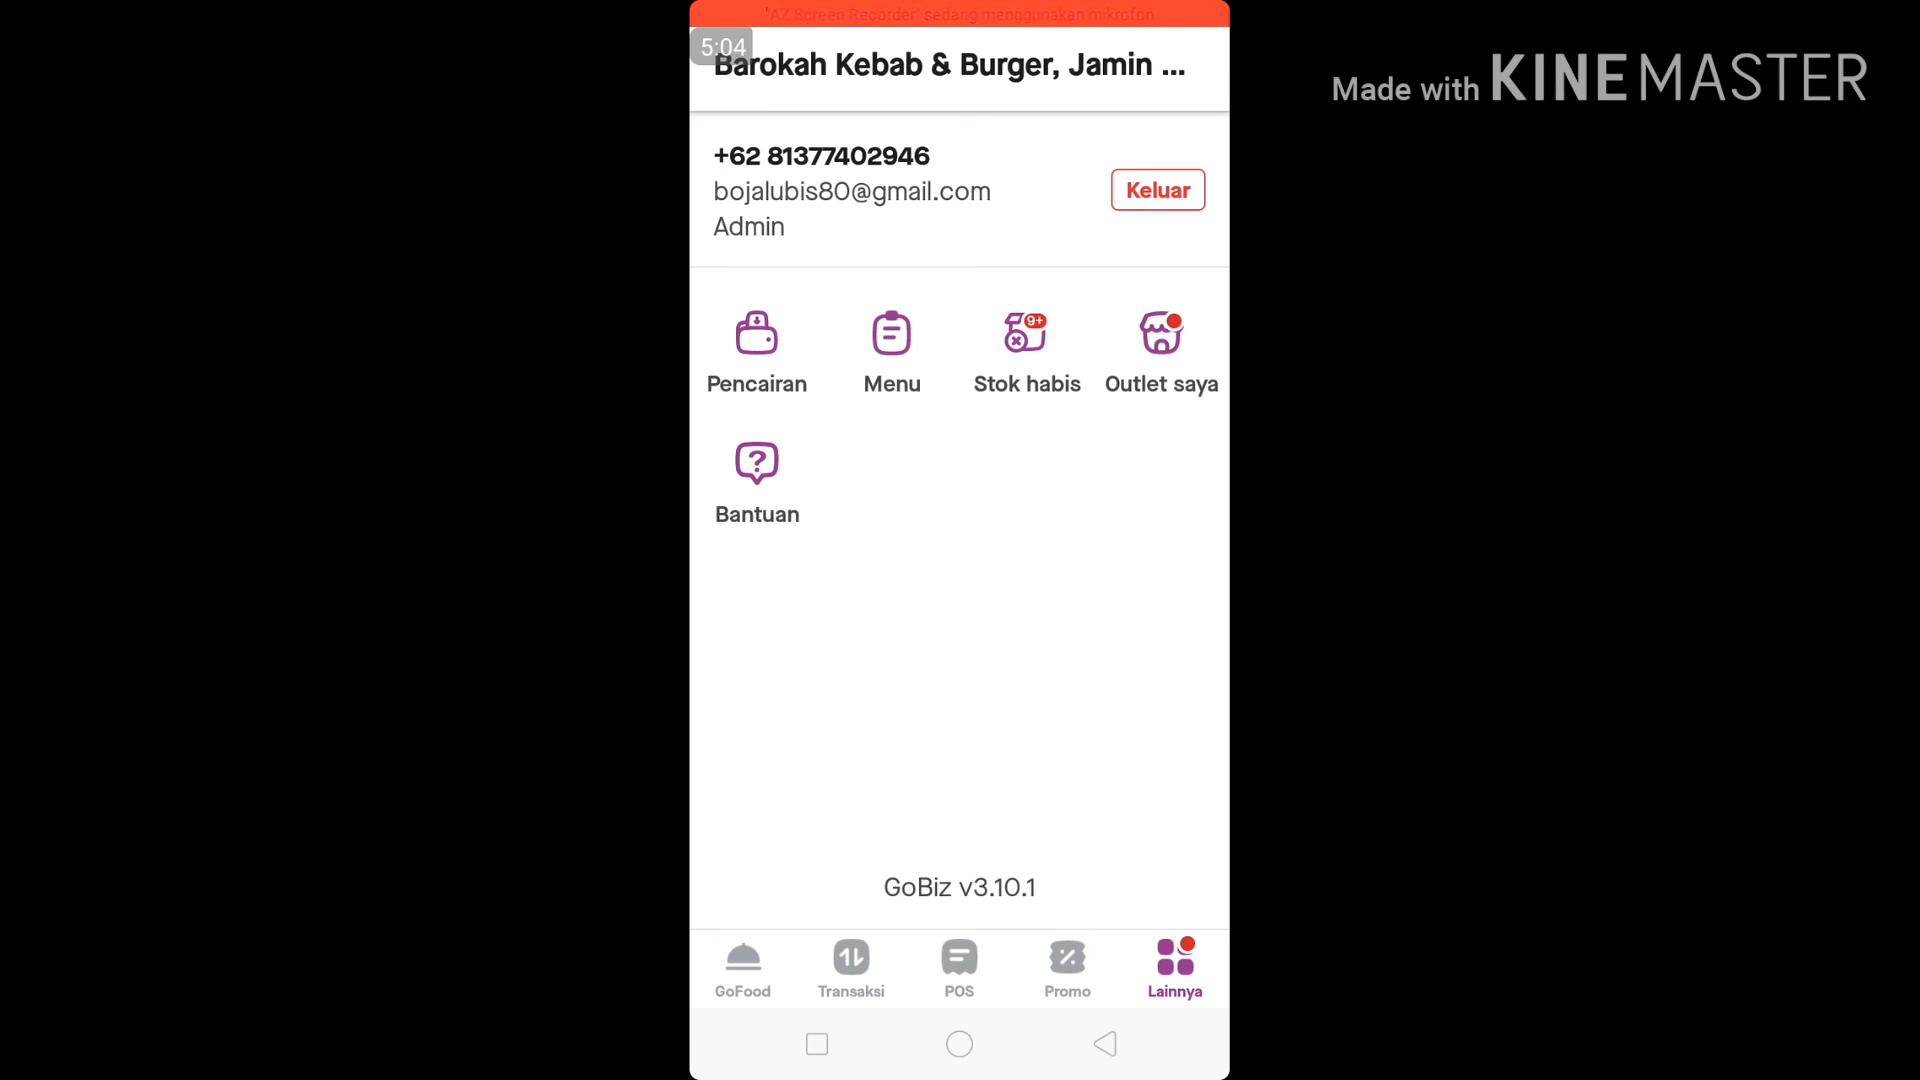 "AZ Screen Recorder" sedang menggunakan mikrofon
5:04
Barokah Kebab & Burger, Jamin ...
Made with KINEMASTER
+62 81377402946
bojalubis80@gmail.com
Admin
Keluar
9+
Pencairan
Menu
Stok habis
Outlet saya
Bantuan
GoBiz v3.10.1
GoFood
Transaksi
POS
Promo
Lainnya